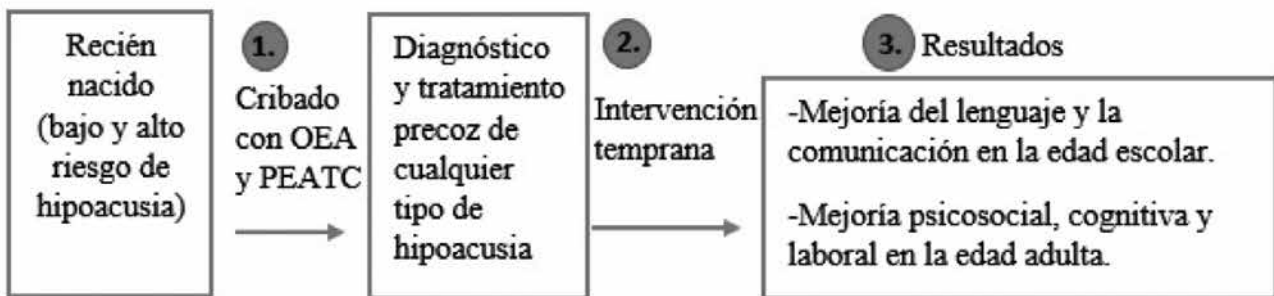 Recién
nacido
(bajo y alto
riesgo de
hipoacusia)
1.
Cribado
con OEA
y PEATC
Diagnóstico
y tratamiento
precoz de
cualquier
tipo de
hipoacusia
2.
Intervención
temprana
3. Resultados
-Mejoría del lenguaje y la
comunicación en la edad escolar.
-Mejoría psicosocial, cognitiva y
laboral en la edad adulta.